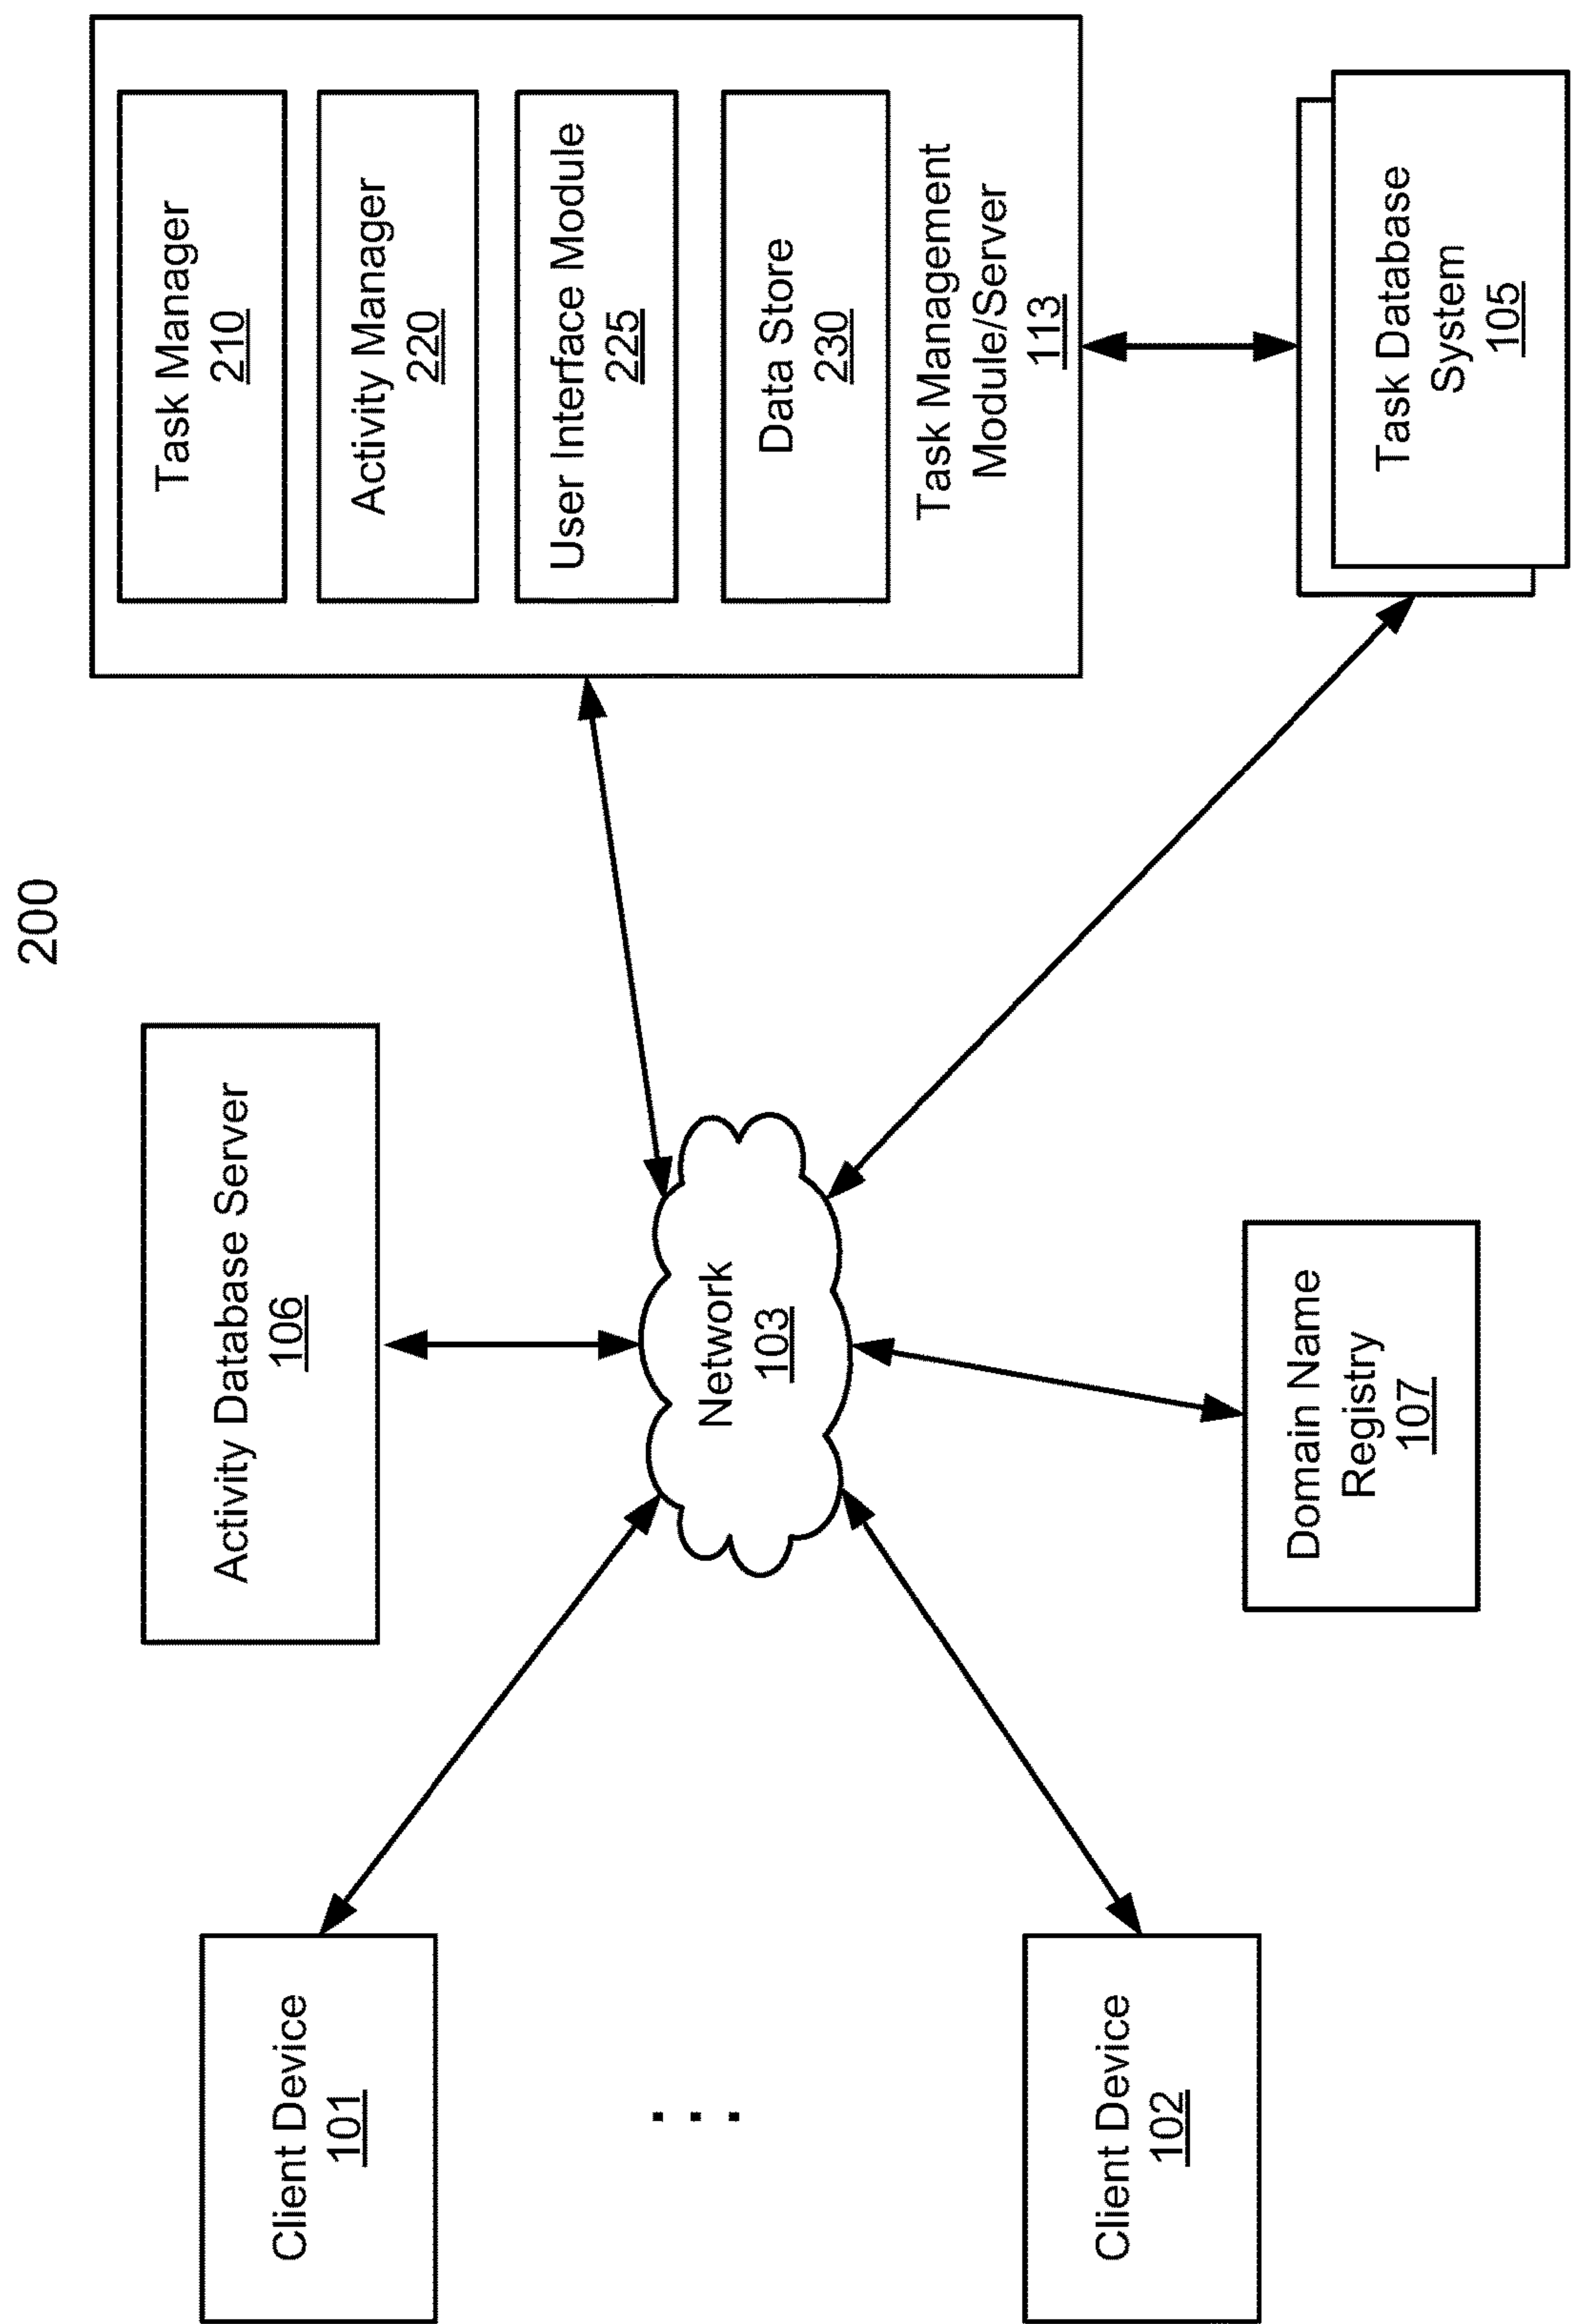 200
Client Device
101
Client Device
102
Activity Database Server
106
Network
103
Domain Name
Registry
107
Task Manager
210
Activity Manager
220
User Interface Module
225
Data Store
230
Task Management
Module/Server
113
Task Database
System
105